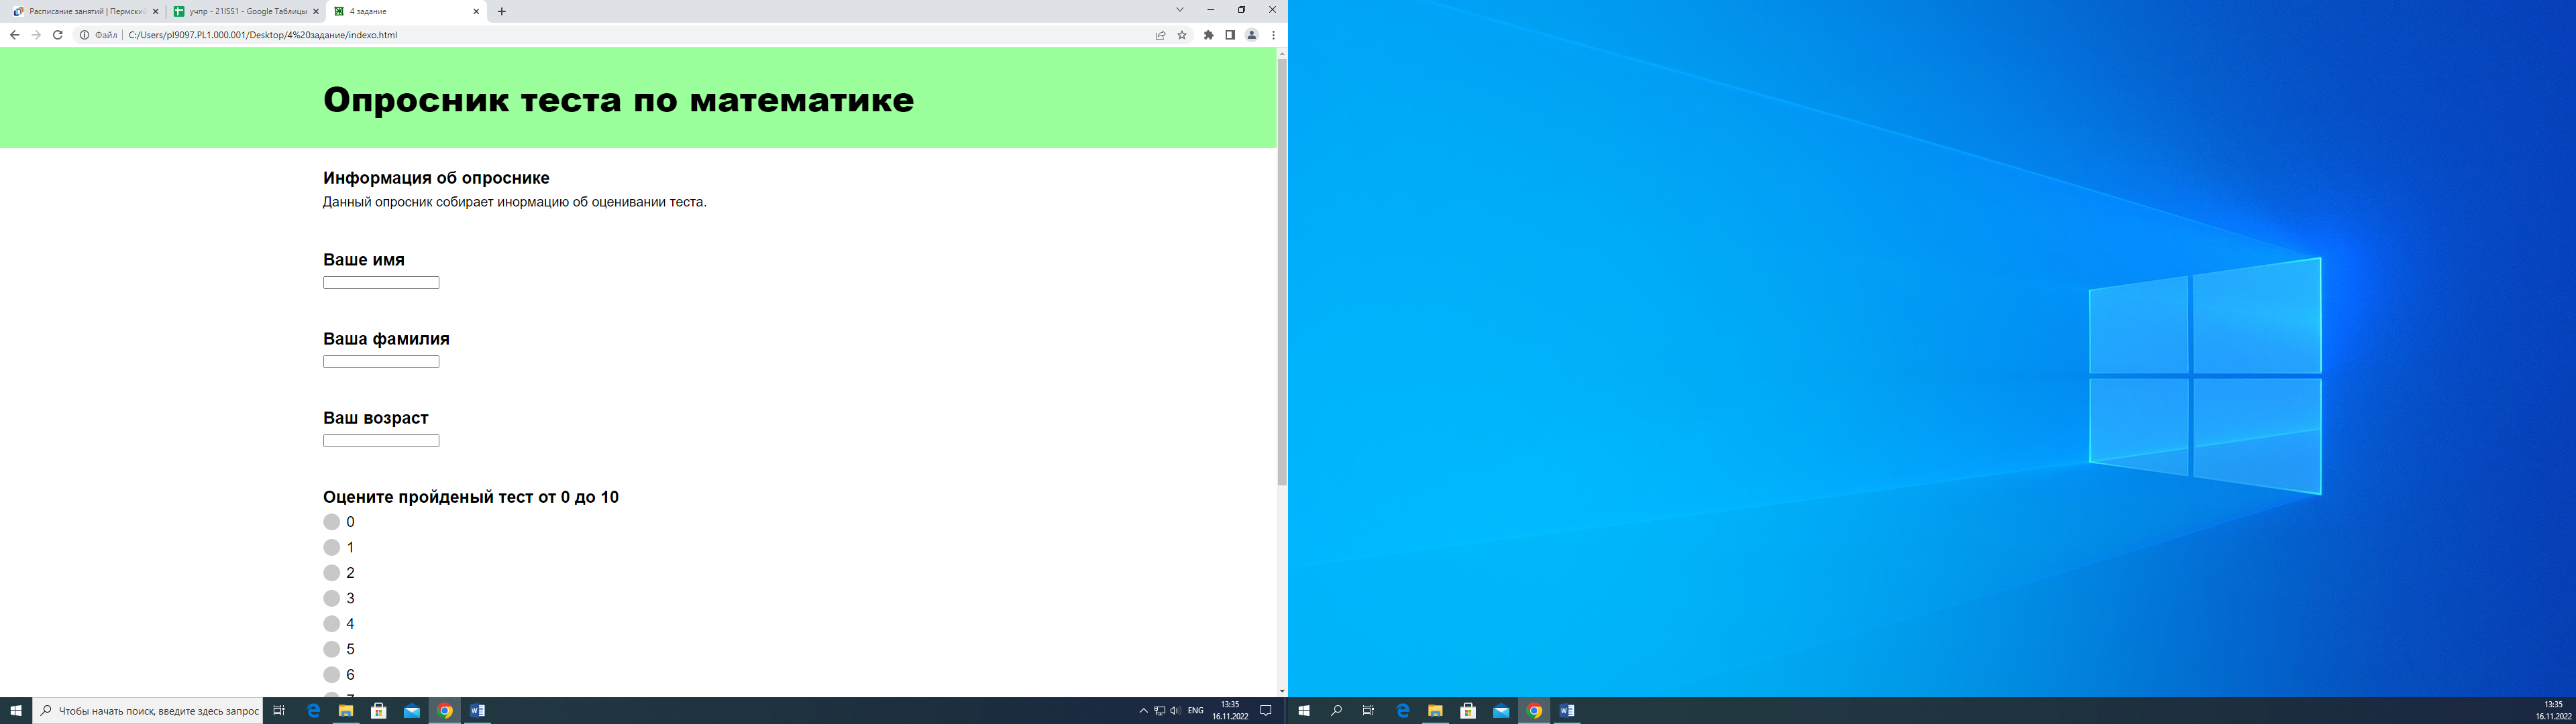 Расписание занятий | Пермски
учпр - 21ISS1 - Google Таблицы
4 задание
Файл
C:/Users/pl9097.PL1.000.001/Desktop/4%20задание/indexo.html
Опросник теста по математике
Информация об опроснике
Данный опросник собирает инормацию об оценивании теста.
Ваше имя
Ваша фамилия
Ваш возраст
Оцените пройденый тест от 0 до 10
0
1
2
3
4
5
6
Чтобы начать поиск, введите здесь запрос
ENG
13:35
16.11.2022
13:35
16.11.2022